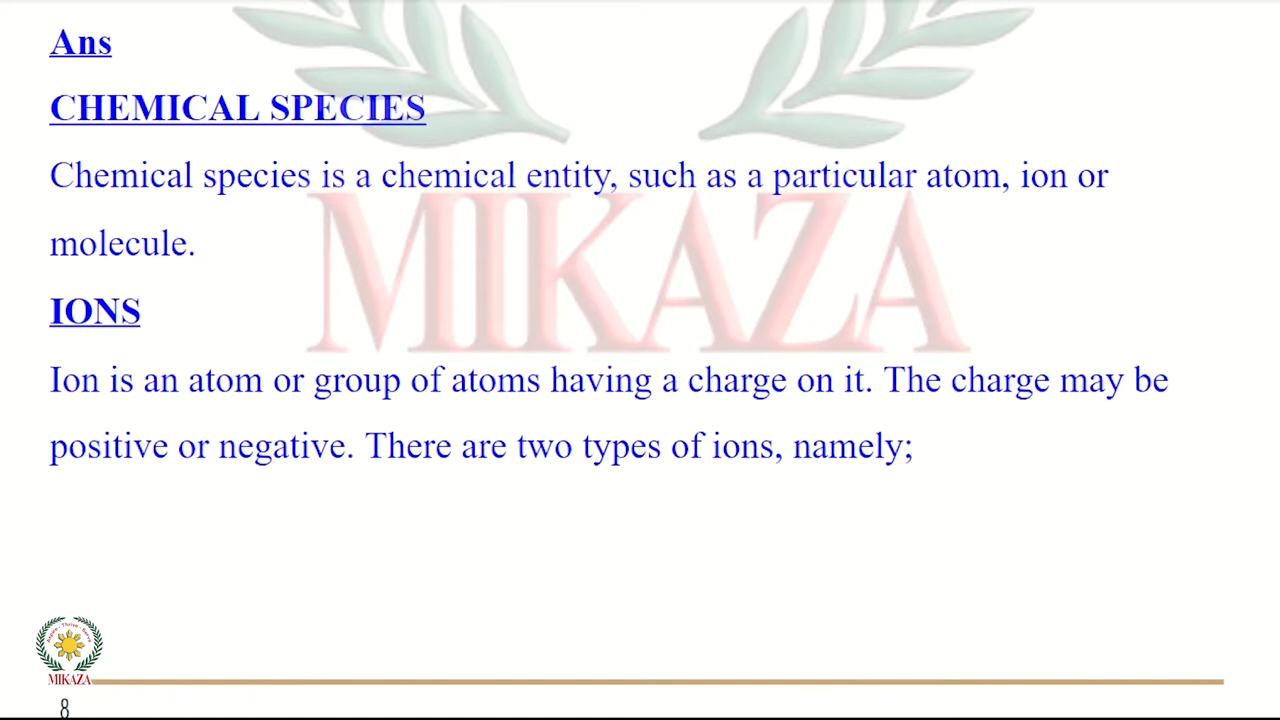 Ans
CHEMICAL SPECIES
Chemical species is a chemical entity, such as a particular atom, ion or
molecule.
MIKAZA
IONS
Ion is an atom or group of atoms having a charge on it. The charge may be
positive or negative. There are two types of ions, namely;
MIKAZA
8